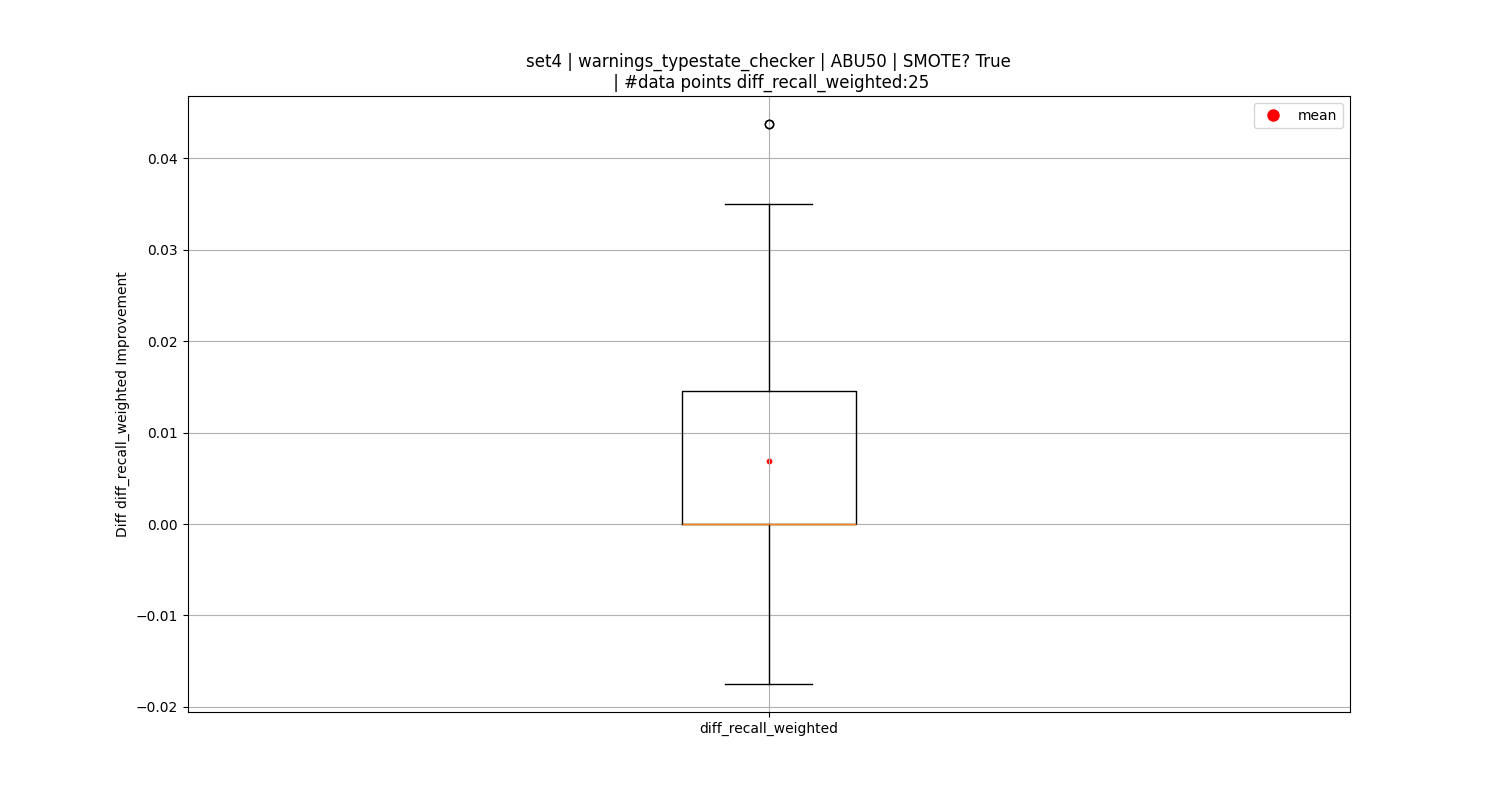 set4 | warnings_typestate_checker | ABU50 | SMOTE? True
| #data points diff_recall_weighted:25
mean
0.04
0.03
0.02
0.01
0.00
−0.01
−0.02
Diff diff_recall_weighted Improvement
diff_recall_weighted